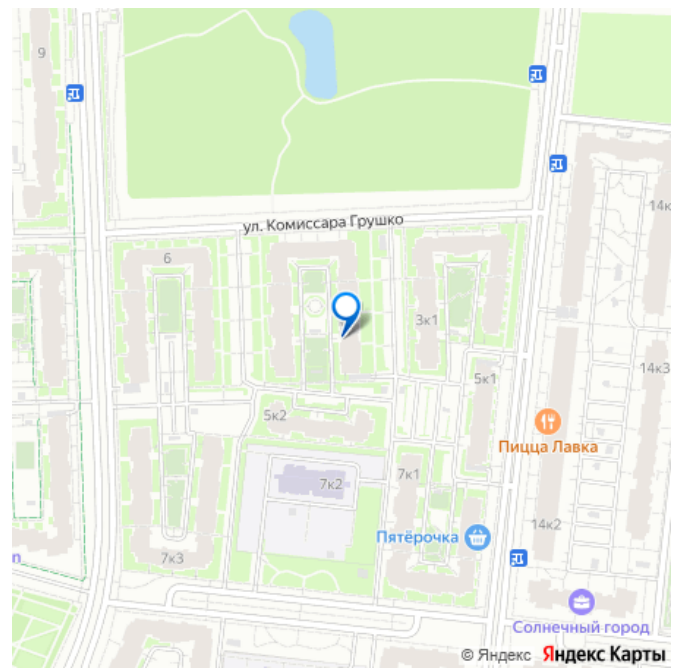 9
14к
ул. Комиссара Грушко
6
3к1
14к3
5к1
5к2
Пицца Лавка
7к1
7к2
14к2
Пятёрочка
7к3
п
Солнечный город
© Яндекс Яндекс Карты